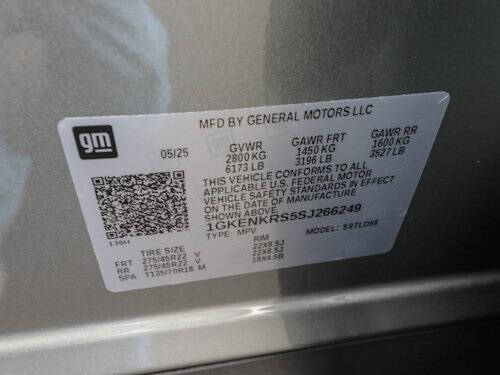 MFD BY GENERAL MOTORS LLC
gm
05/25
GVWR GAWR FRT GAWR RR
2800 KG 1450 KG 1600 KG
6173 LB 3196 LB 3527 LB
THIS VEHICLE CONFORMS TO ALL
APPLICABLE U.S. FEDERAL MOTOR
VEHICLE SAFETY STANDARDS IN EFFECT
ON THE DATE OF MANUFACTURE
SHOWN ABOVE.
1GKENKRS5SJ266249
TYPE: MPV MODEL:
TIRE SIZE RIM
FRT 275/45R22 V 22X8.5J
RR 275/45R22 V 22X8.5J
SPA T135/70R18 M 18X4.5B